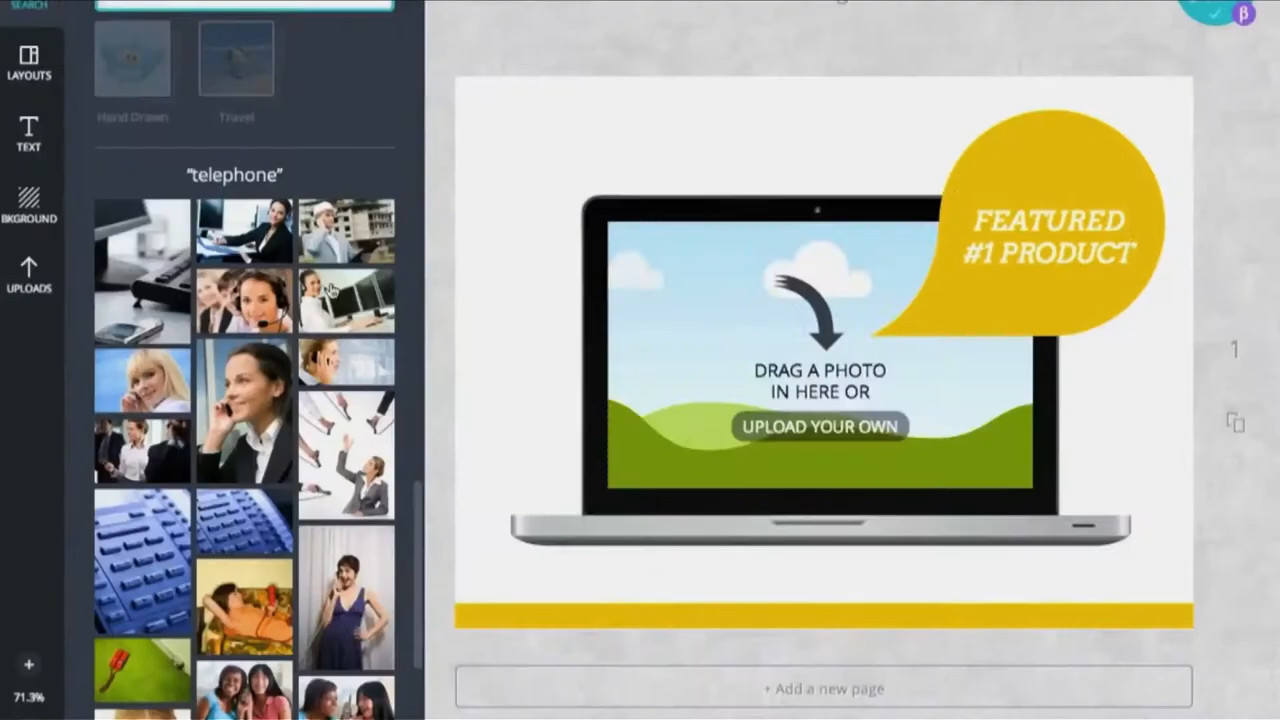 SEARCH
LAYOUTS
TEXT
BKGROUND
UPLOADS
71.3%
Hand Drawn
Travel
“telephone”
FEATURED
#1 PRODUCT
DRAG A PHOTO
IN HERE OR
UPLOAD YOUR OWN
1
+ Add a new page
β